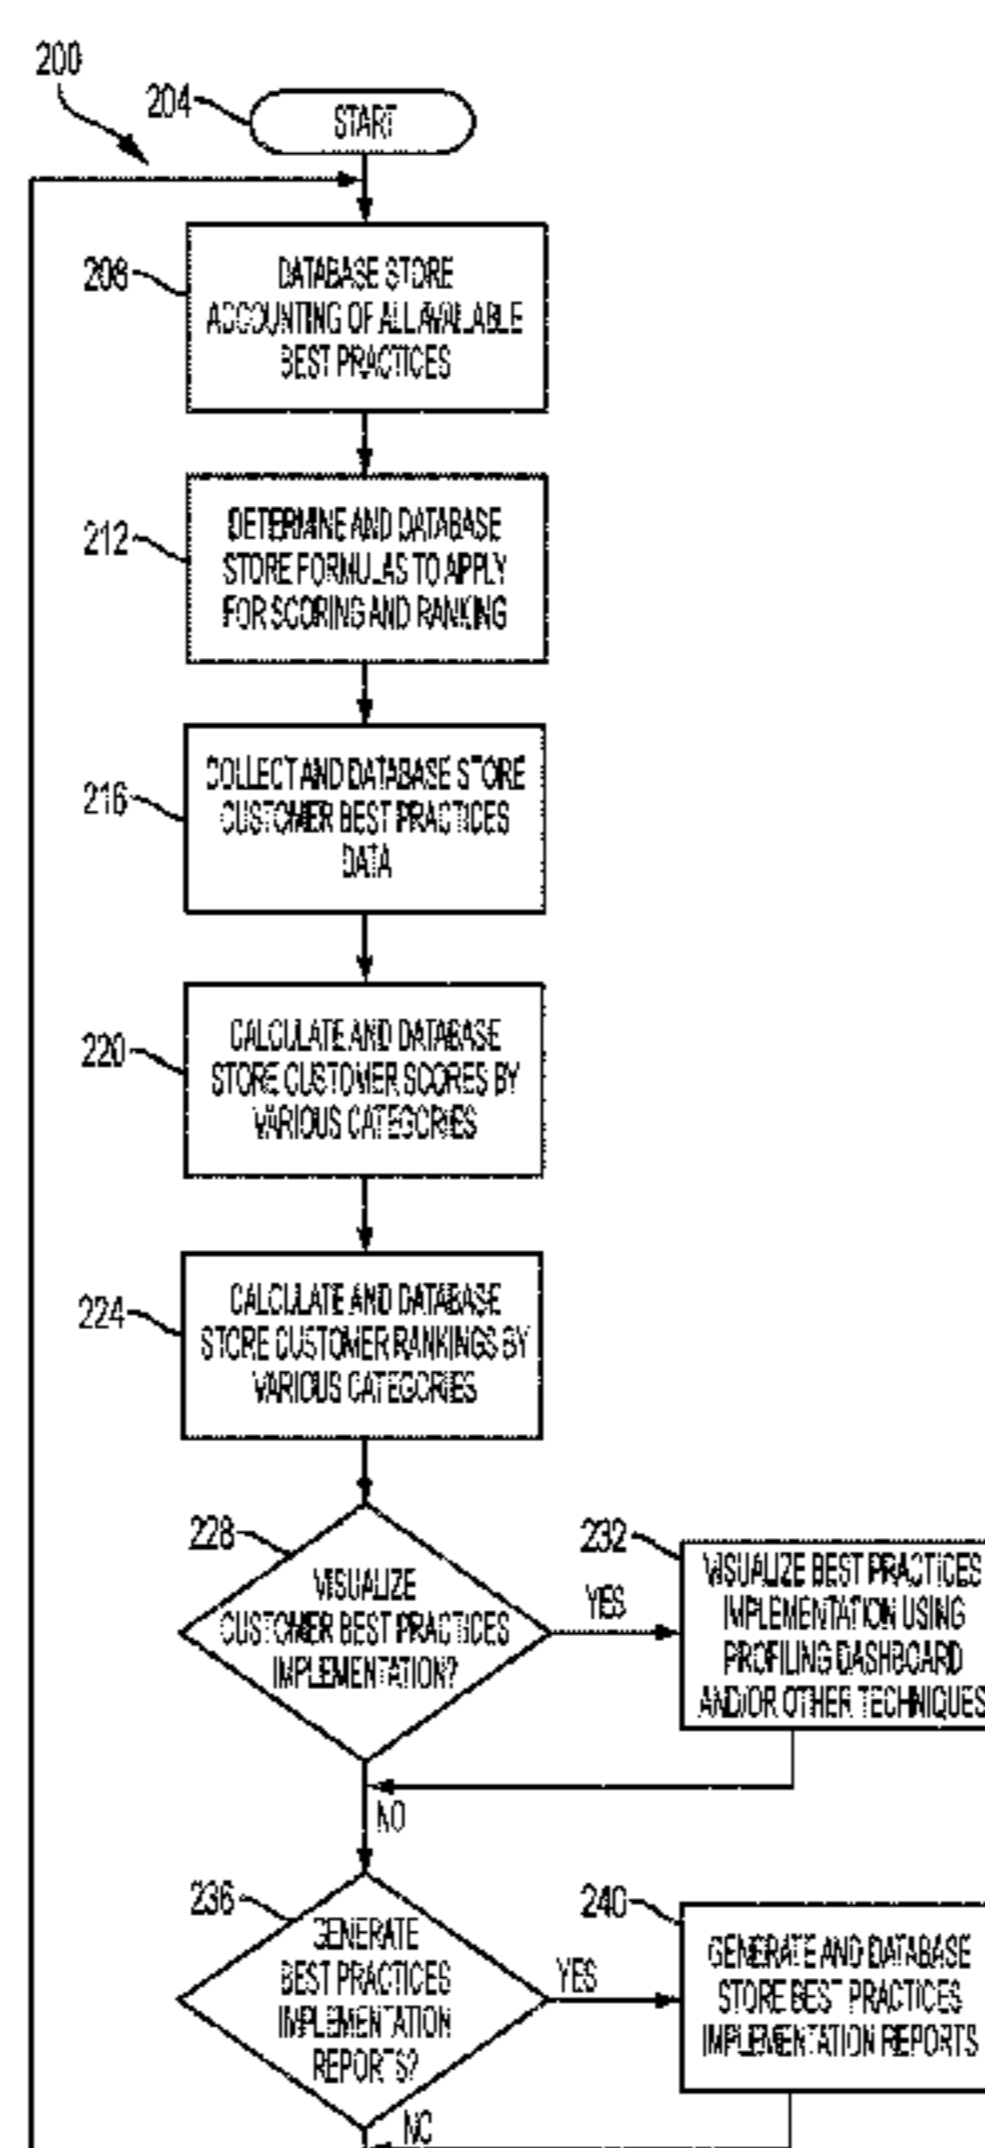 200
204
START
208
DATABASE STORE
ACCOUNTING OF ALL AVAILABLE
BEST PRACTICES
212
DETERMINE AND DATABASE
STORE FORMULAS TO APPLY
FOR SCORING AND RANKING
216
COLLECT AND DATABASE STORE
CUSTOMER BEST PRACTICES
DATA
220
CALCULATE AND DATABASE
STORE CUSTOMER SCORES BY
VARIOUS CATEGORIES
224
CALCULATE AND DATABASE
STORE CUSTOMER RANKINGS BY
VARIOUS CATEGORIES
228
VISUALIZE
CUSTOMER BEST PRACTICES
IMPLEMENTATION?
YES
232
VISUALIZE BEST PRACTICES
IMPLEMENTATION USING
PROFILING DASHBOARD
AND/OR OTHER TECHNIQUES
NO
236
GENERATE
BEST PRACTICES
IMPLEMENTATION
REPORTS?
YES
240
GENERATE AND DATABASE
STORE BEST PRACTICES
IMPLEMENTATION REPORTS
NO